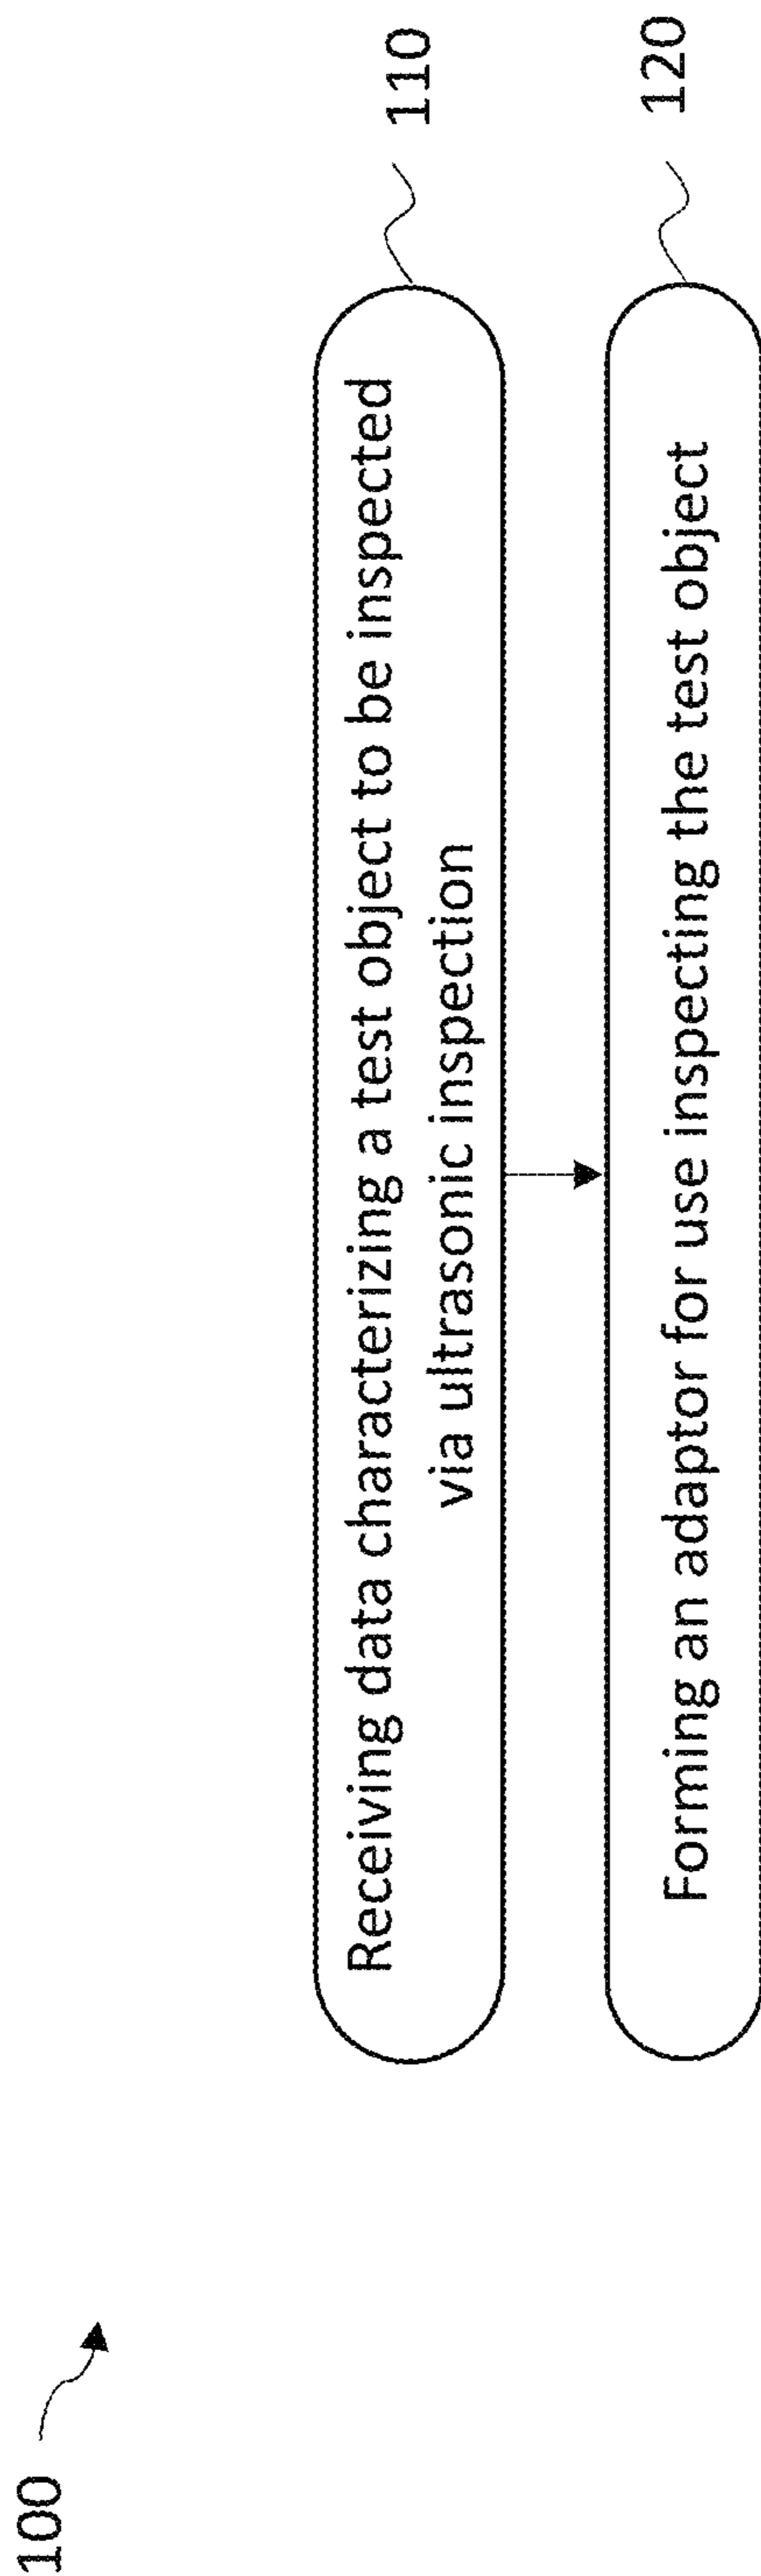 100
Receiving data characterizing a test object to be inspected
via ultrasonic inspection
110
Forming an adaptor for use inspecting the test object
120